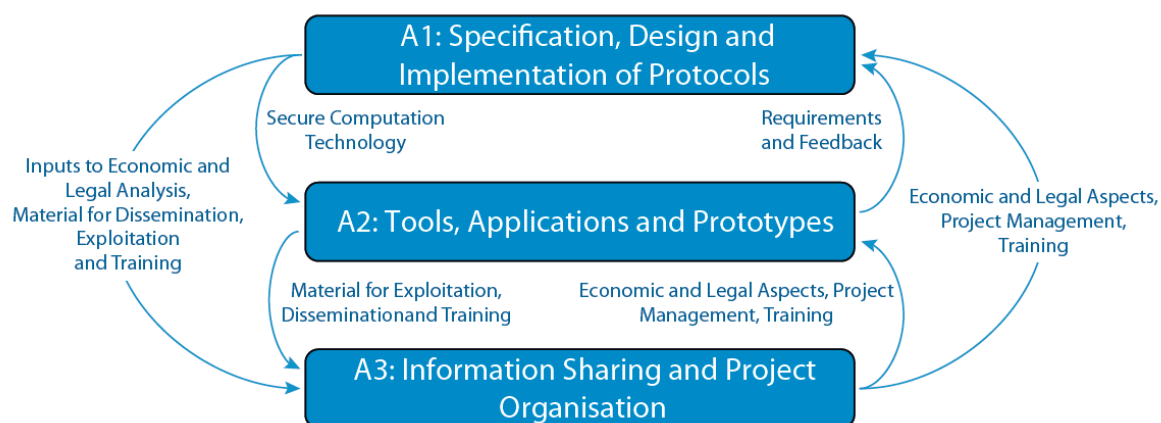 A1: Specification, Design and
Implementation of Protocols
Secure Computation
Technology
Requirements
and Feedback
Inputs to Economic and
Legal Analysis,
Material for Dissemination,
Exploitation
and Training
A2: Tools, Applications and Prototypes
Economic and Legal Aspects,
Project Management,
Training
Material for Exploitation,
Disseminationand Training
Economic and Legal Aspects, Project
Management, Training
A3: Information Sharing and Project
Organisation